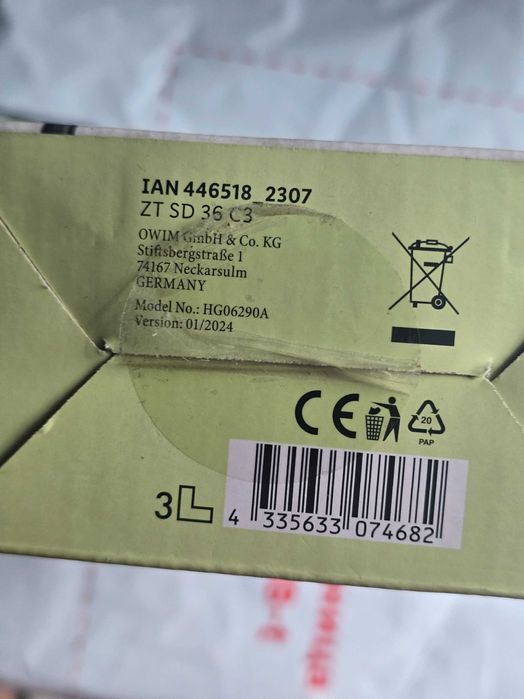 IAN 446518_2307
ZT SD 36 C3
OWIM GmbH & Co. KG
Stiftsbergstraße 1
74167 Neckarsulm
GERMANY
Model No.: HG06290A
Version: 01/2024
CE
20
PAP
3
4 335633 074682